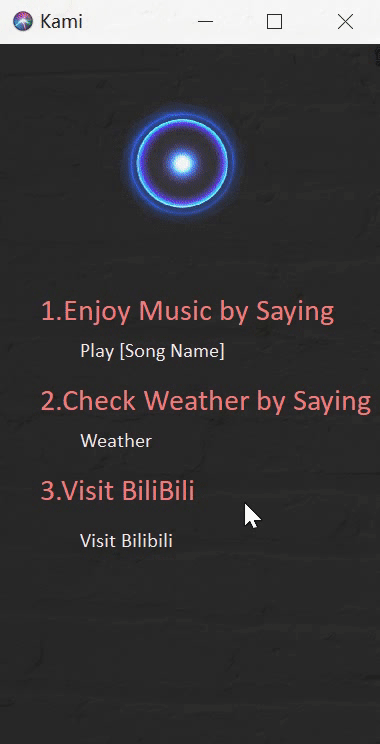 Kami
1.Enjoy Music by Saying
Play [Song Name]
2.Check Weather by Saying
Weather
3.Visit BiliBili
Visit Bilibili